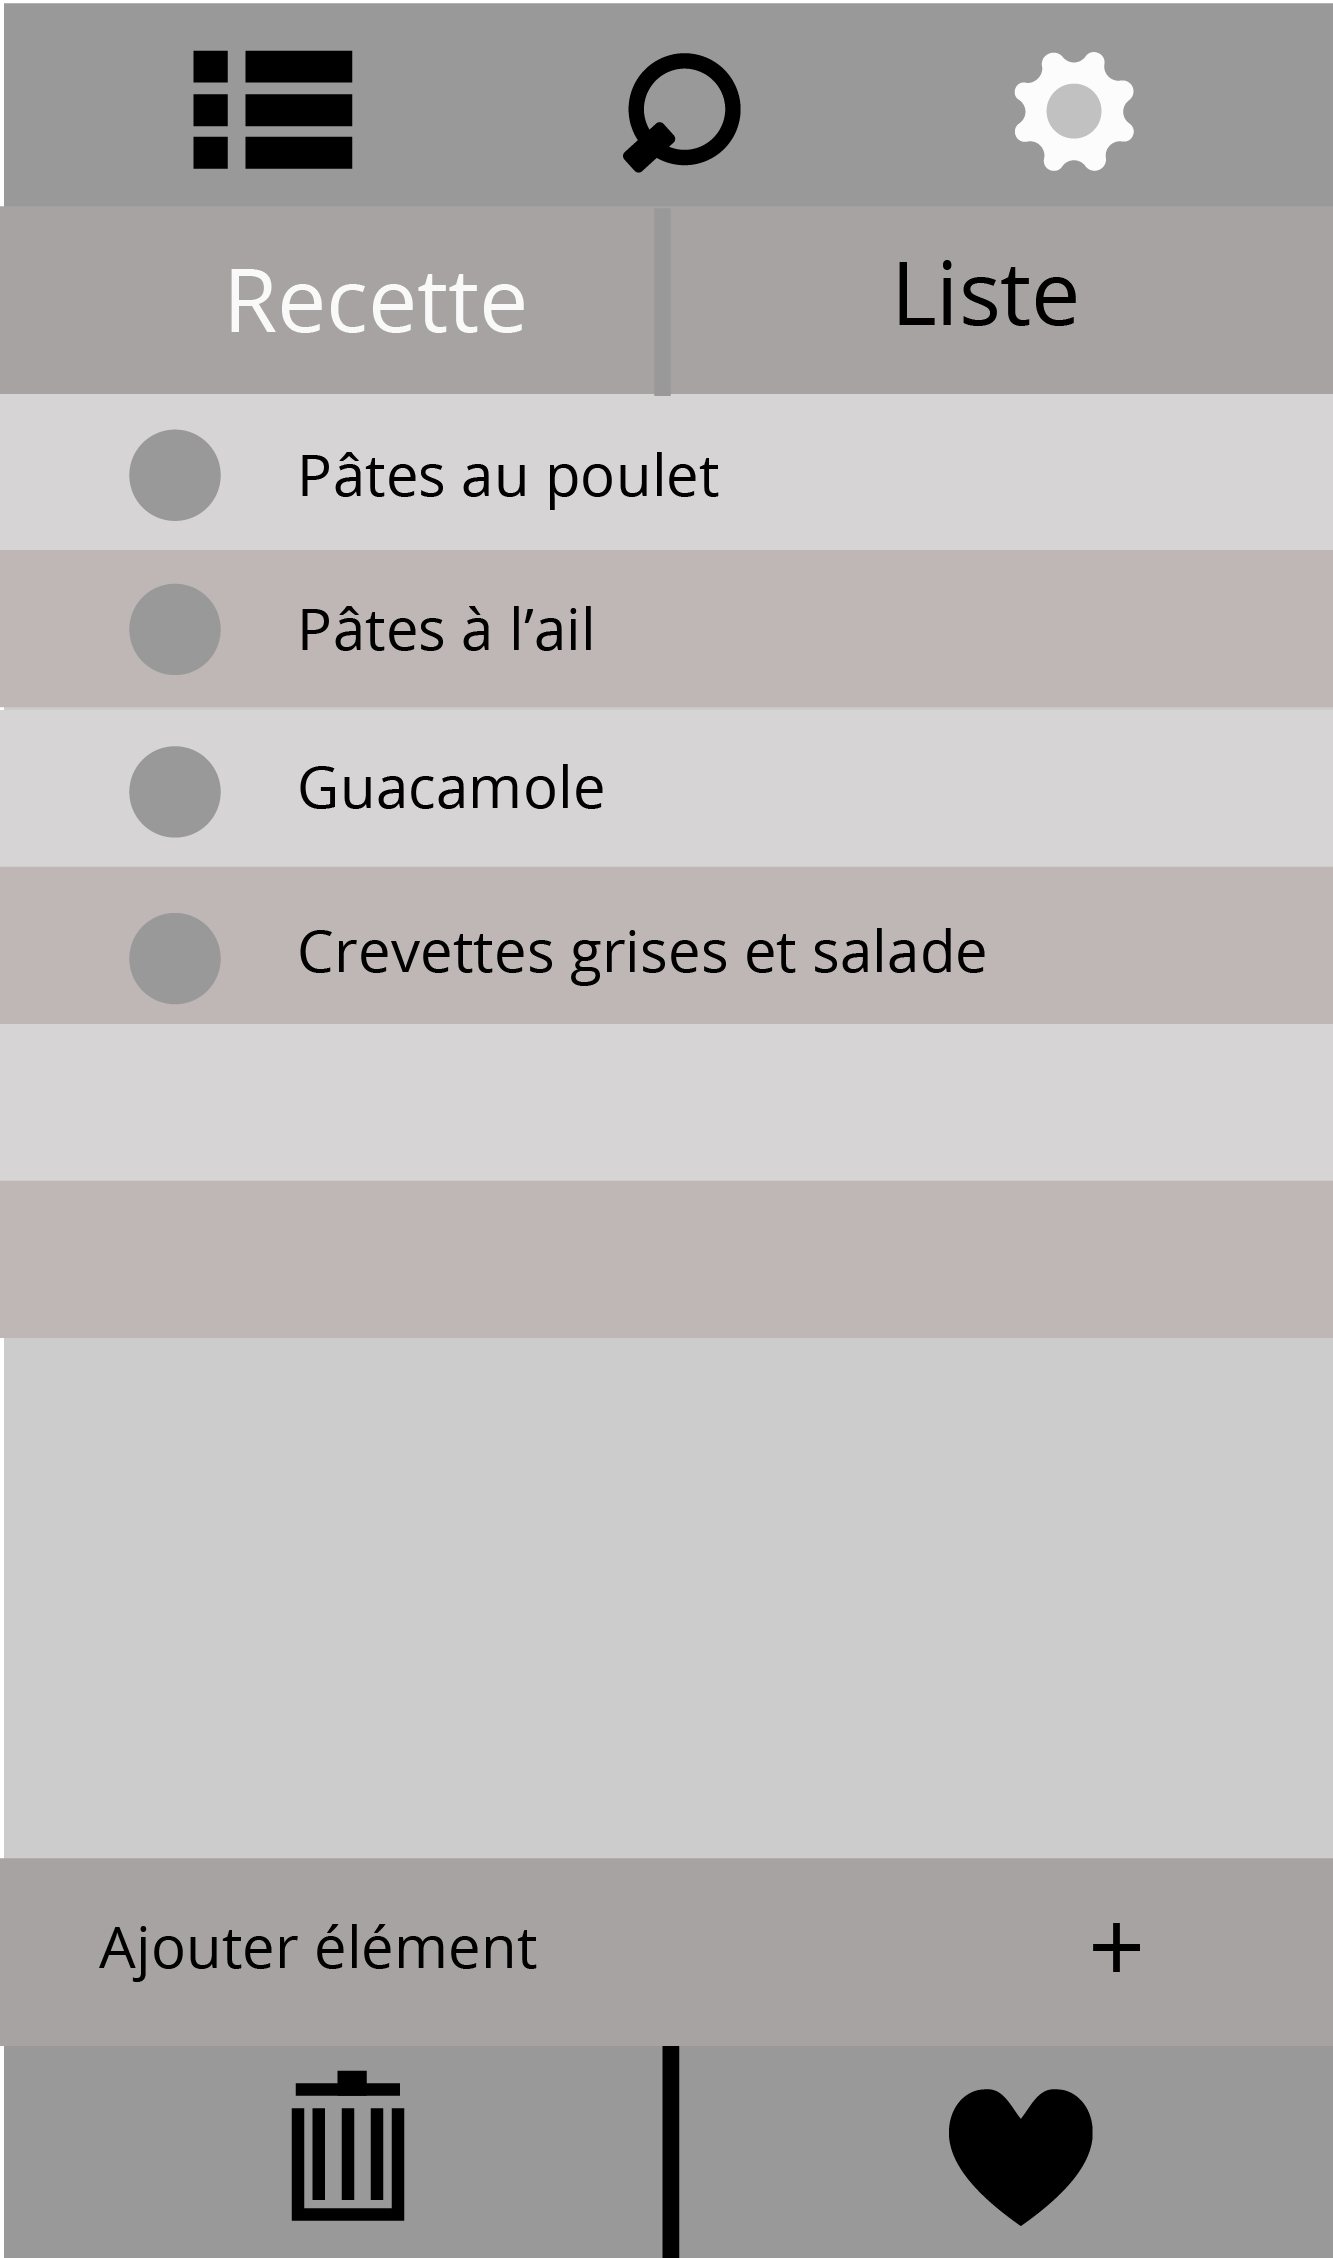 Recette
Liste
Pâtes au poulet
Pâtes à l’ail
Guacamole
Crevettes grises et salade
Ajouter élément +